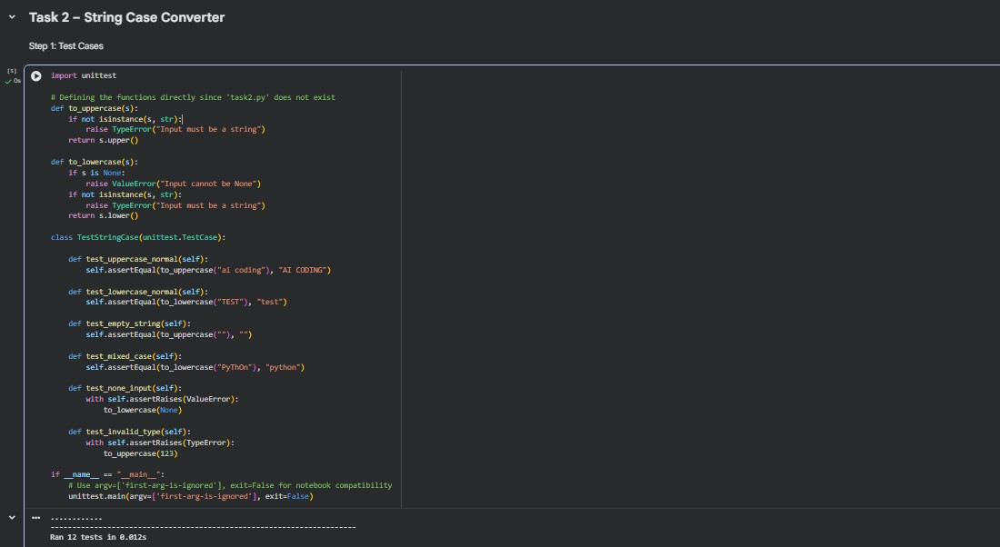 Task 2 – String Case Converter
Step 1: Test Cases
[5]
0s
import unittest
# Defining the functions directly since 'task2.py' does not exist
def to_uppercase(s):
if not isinstance(s, str):
raise TypeError("Input must be a string")
return s.upper()
def to_lowercase(s):
if s is None:
raise ValueError("Input cannot be None")
if not isinstance(s, str):
raise TypeError("Input must be a string")
return s.lower()
class TestStringCase(unittest.TestCase):
def test_uppercase_normal(self):
self.assertEqual(to_uppercase("ai coding"), "AI CODING")
def test_lowercase_normal(self):
self.assertEqual(to_lowercase("TEST"), "test")
def test_empty_string(self):
self.assertEqual(to_uppercase(""), "")
def test_mixed_case(self):
self.assertEqual(to_lowercase("PyThOn"), "python")
def test_none_input(self):
with self.assertRaises(ValueError):
to_lowercase(None)
def test_invalid_type(self):
with self.assertRaises(TypeError):
to_uppercase(123)
if __name__ == "__main__":
# Use argv=['first-arg-is-ignored'], exit=False for notebook compatibility
unittest.main(argv=['first-arg-is-ignored'], exit=False)
............
----------------------------------------------------------------------
Ran 12 tests in 0.012s